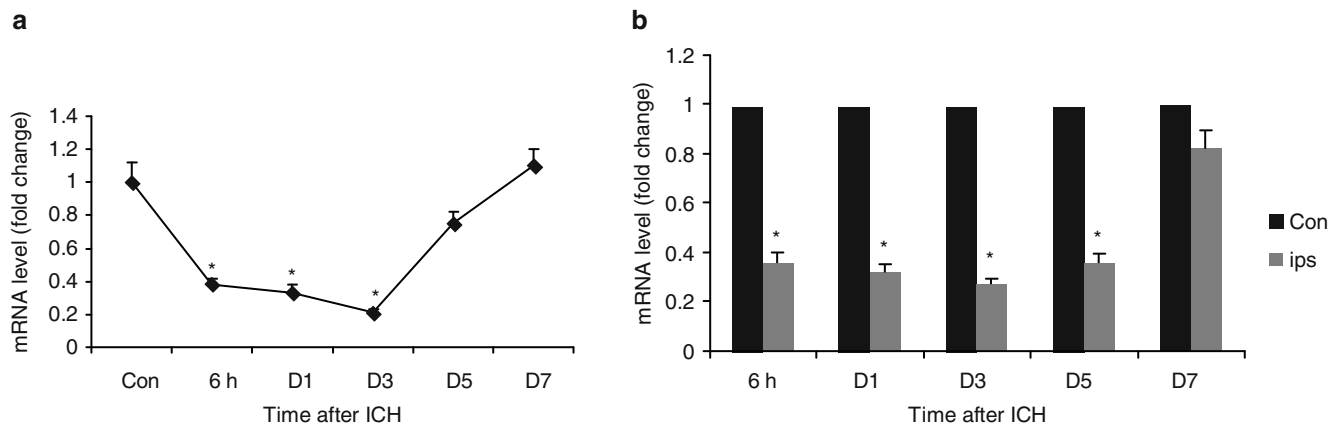 a
mRNA level (fold change)
1.4
1.2
1
0.8
0.6
0.4
0.2
0
*
*
*
Con 6 h D1 D3 D5 D7
Time after ICH
b
mRNA level (fold change)
1.2
1
0.8
0.6
0.4
0.2
0
*
*
*
*
6 h D1 D3 D5 D7
Time after ICH
Con
ips